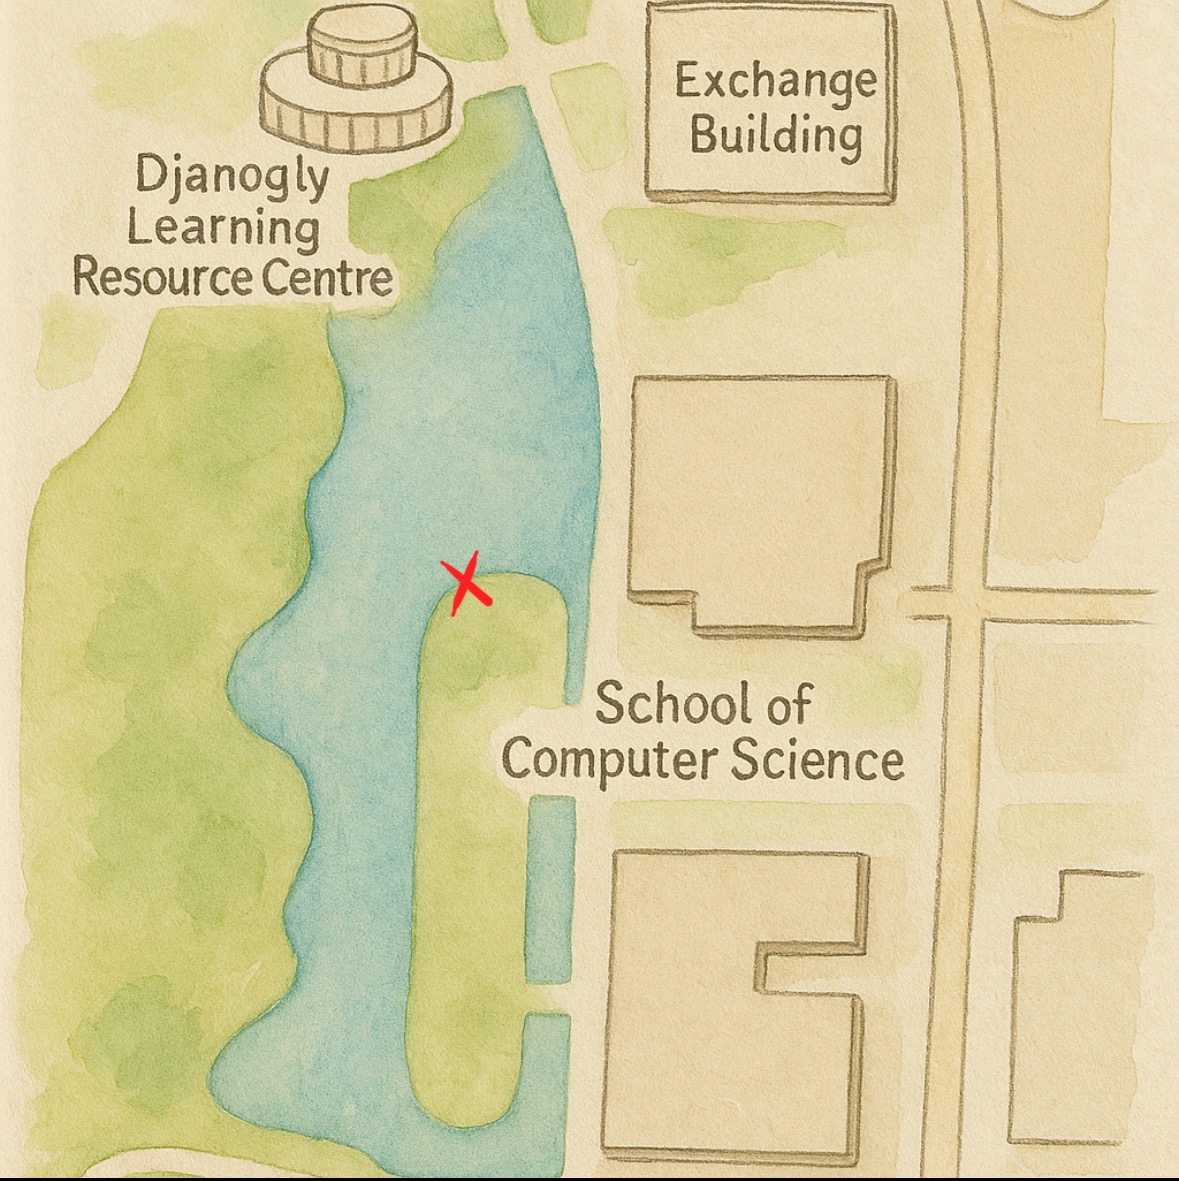 Exchange
Building
Djanogly
Learning
Resource Centre
School of
Computer Science